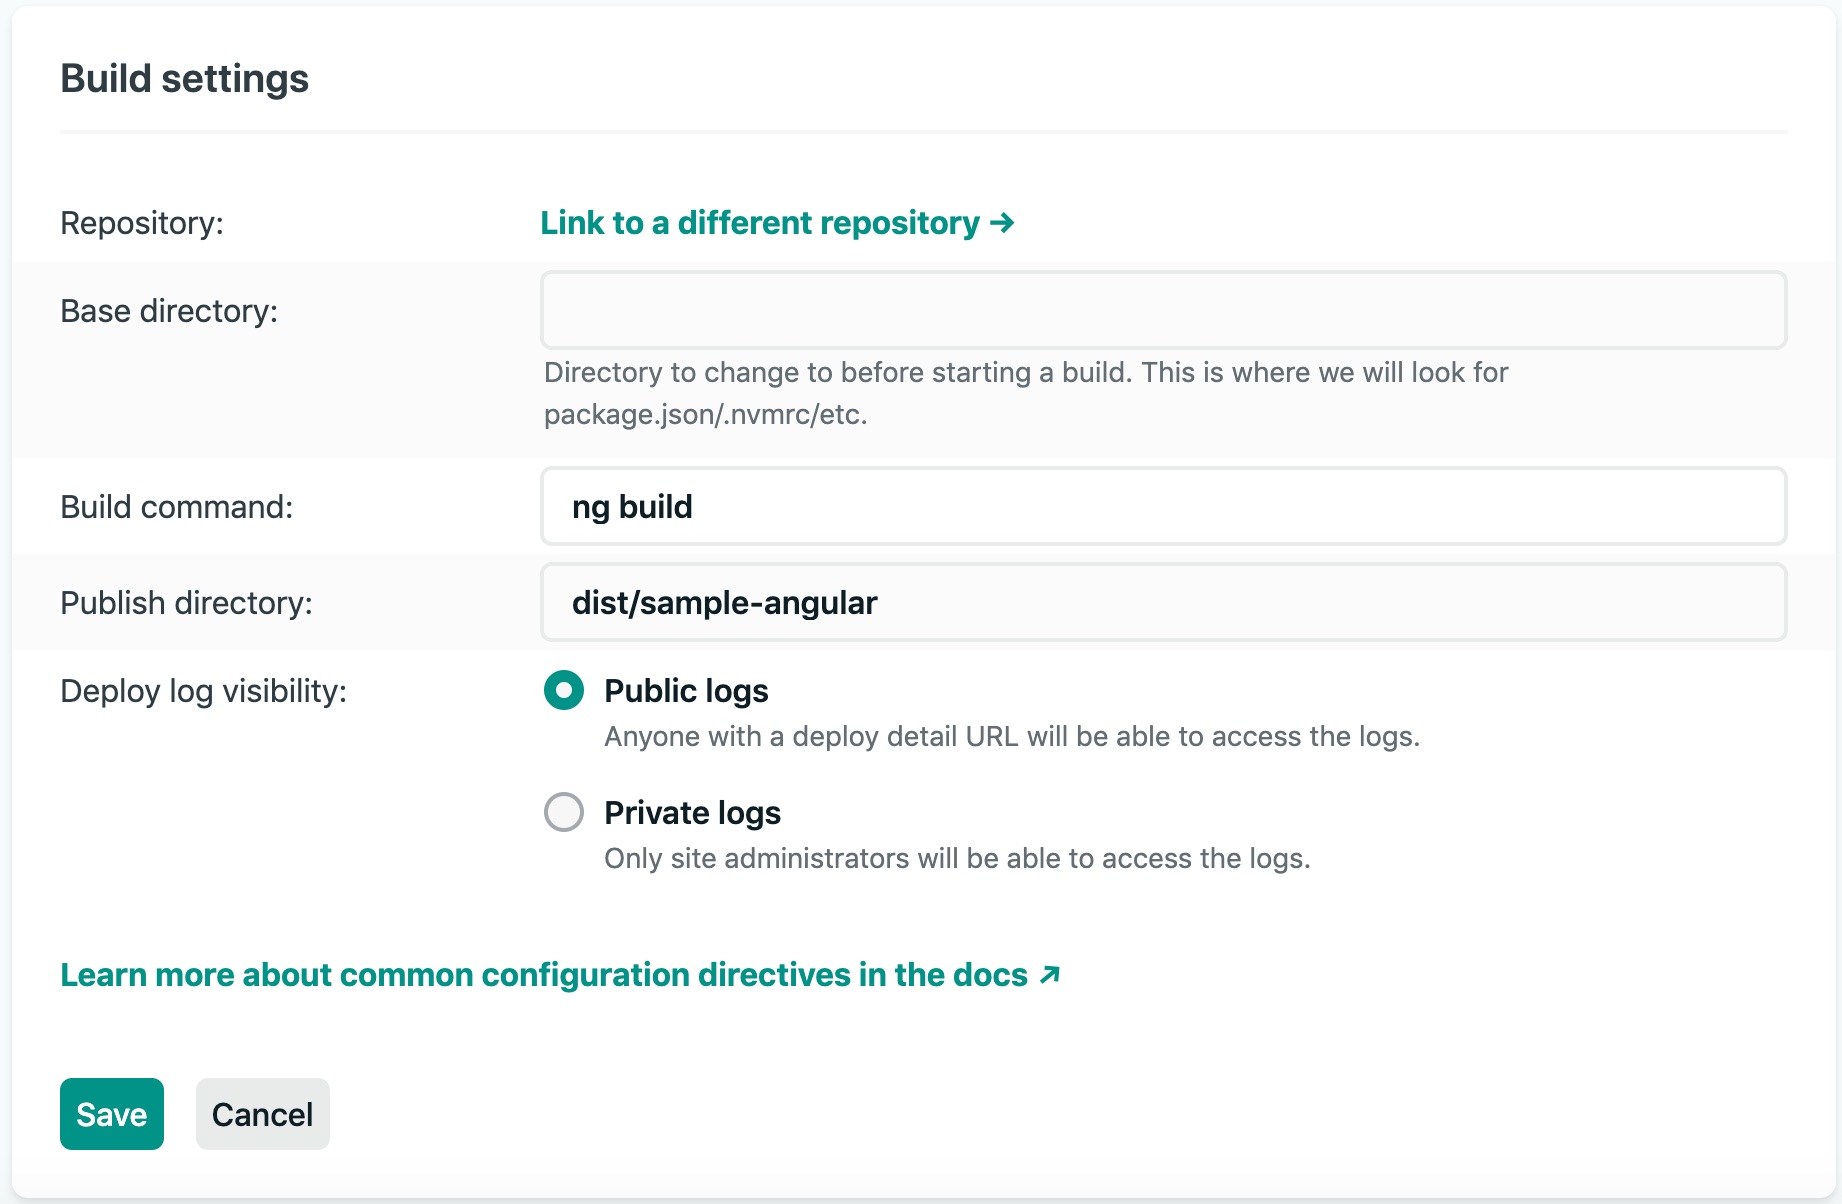 Build settings
Repository:
Link to a different repository →
Base directory:
Directory to change to before starting a build. This is where we will look for
package.json/.nvmrc/etc.
Build command:
ng build
Publish directory:
dist/sample-angular
Deploy log visibility:
Public logs
Anyone with a deploy detail URL will be able to access the logs.
Private logs
Only site administrators will be able to access the logs.
Learn more about common configuration directives in the docs ↗
Save
Cancel